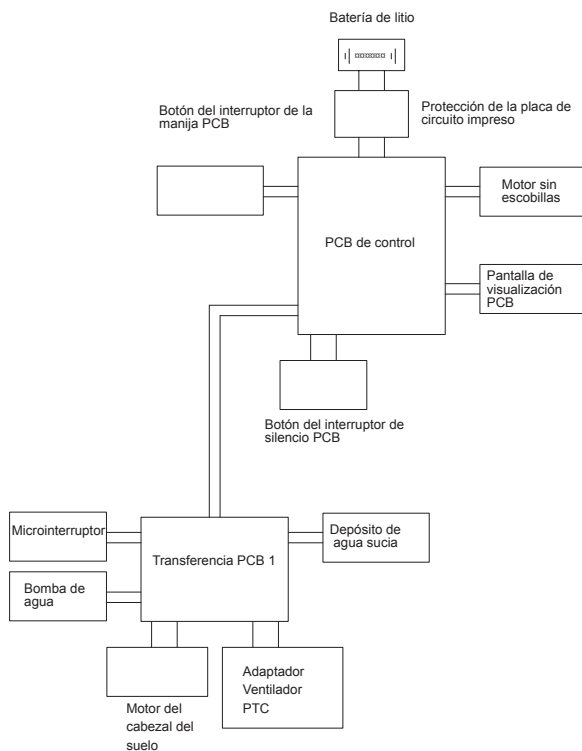 Batería de litio
Botón del interruptor de la
manija PCB
Protección de la placa de
circuito impreso
Motor sin
escobillas
PCB de control
Pantalla de
visualización
PCB
Botón del interruptor de
silencio PCB
Microinterruptor
Transferencia PCB 1
Depósito de
agua sucia
Bomba de
agua
Motor del
cabezal del
suelo
Adaptador
Ventilador
PTC